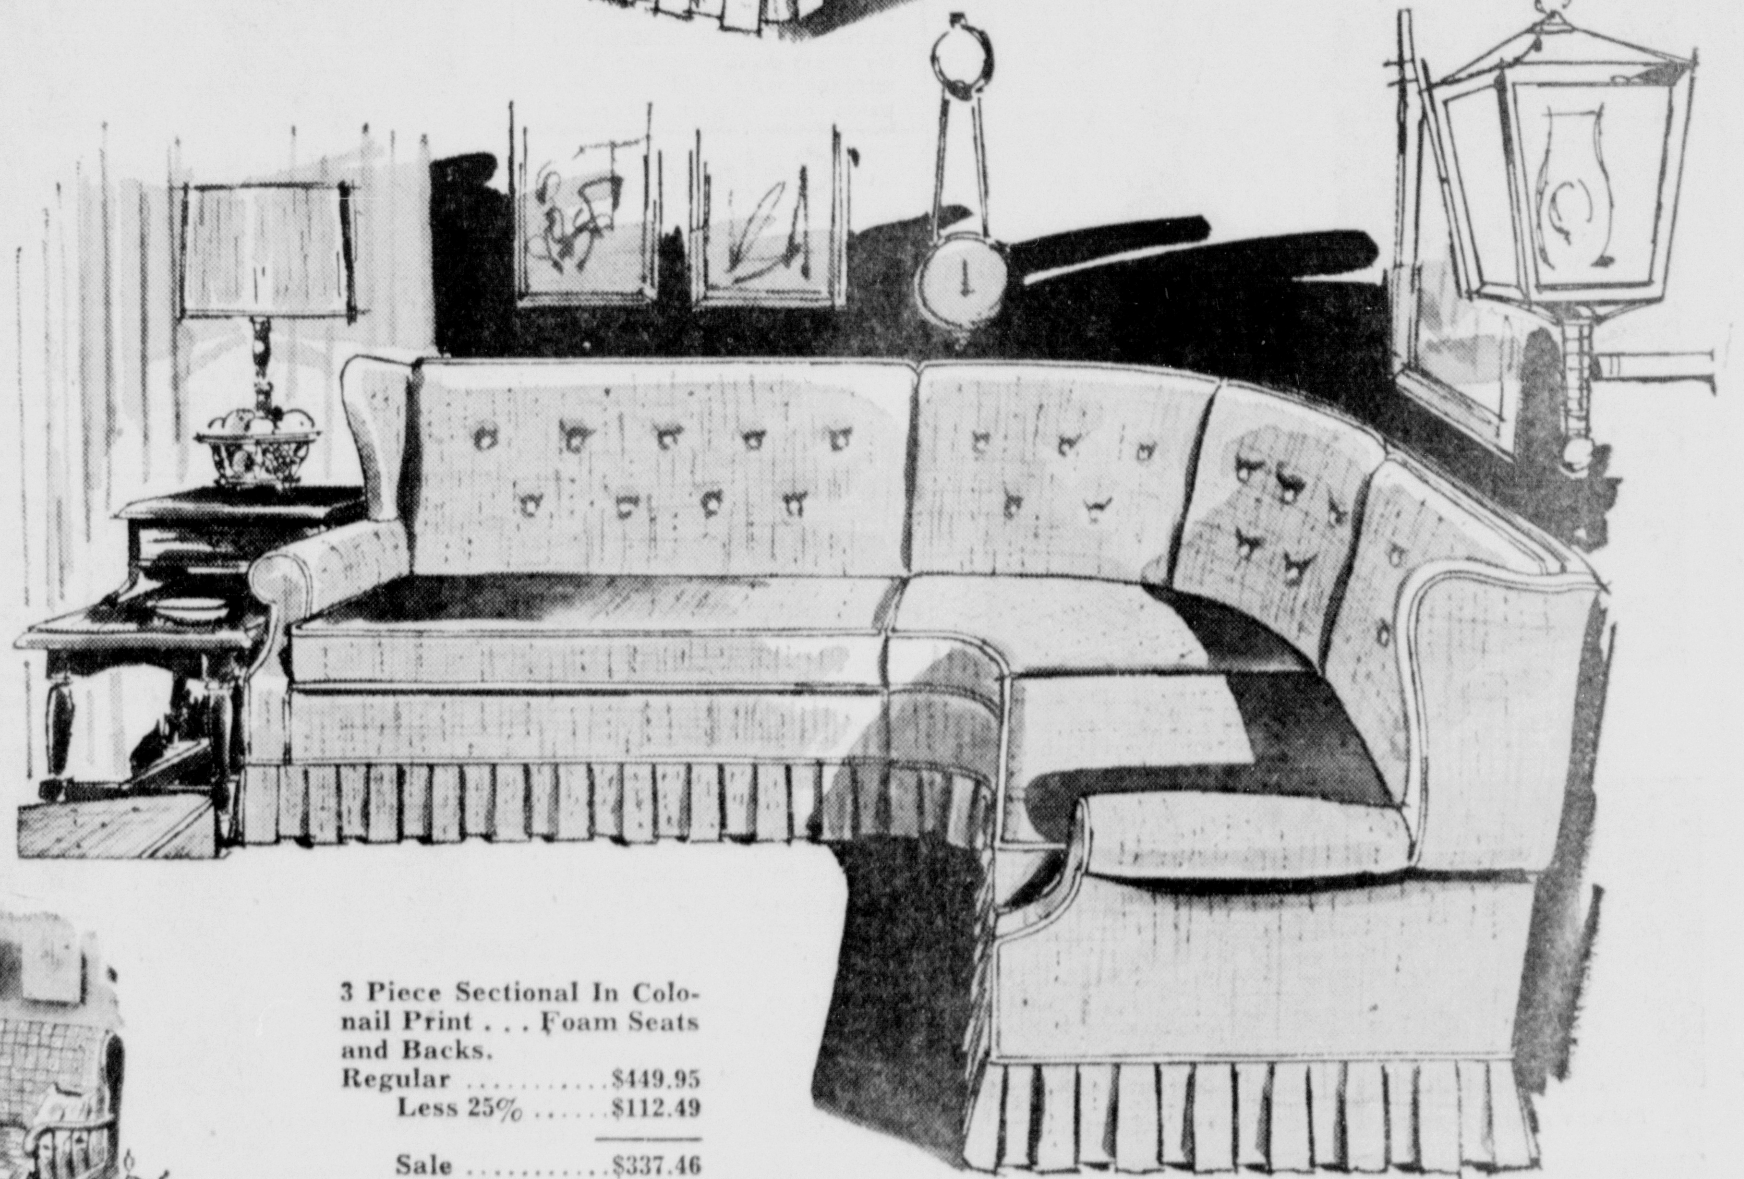 3 Piece Sectional In Colo-
nail Print . . . Foam Seats
and Backs.
Regular ........... $449.95
Less 25% ...... $112.49
Sale .......... $337.46